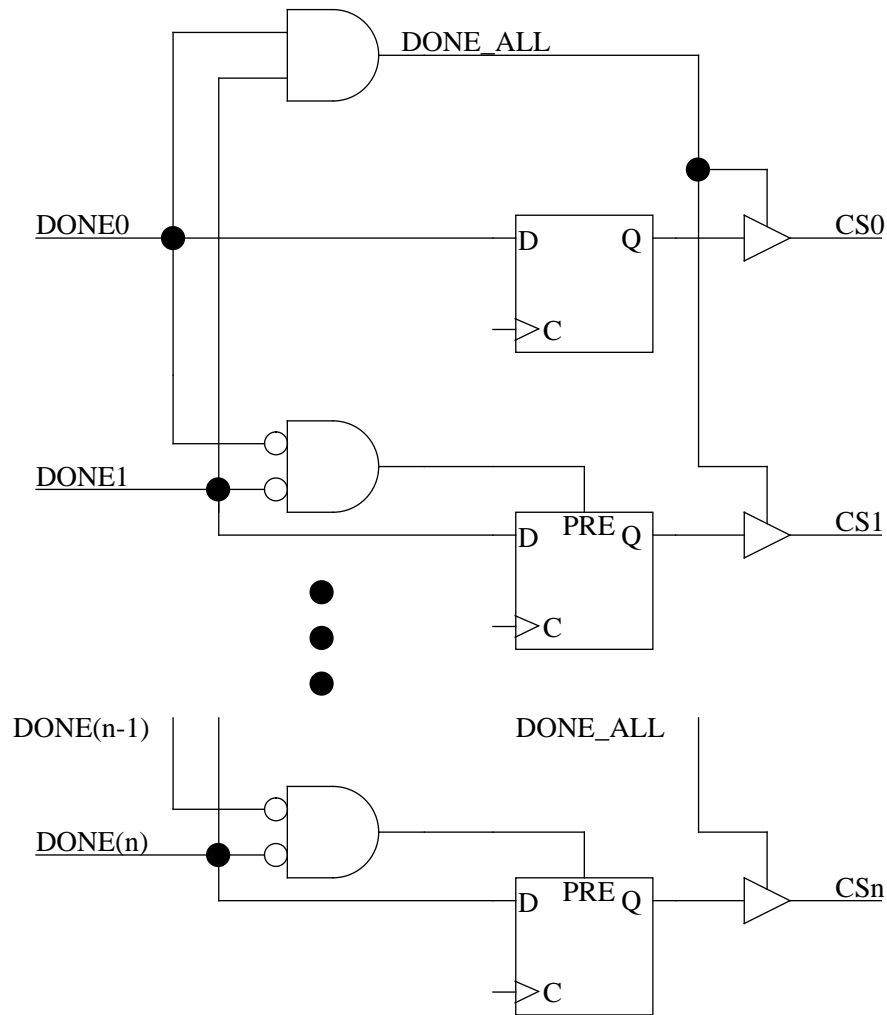 DONE_ALL
DONE0
D
Q
CS0
C
DONE1
D
PRE
Q
CS1
C
DONE(n-1)
DONE_ALL
DONE(n)
D
PRE
Q
CSn
C